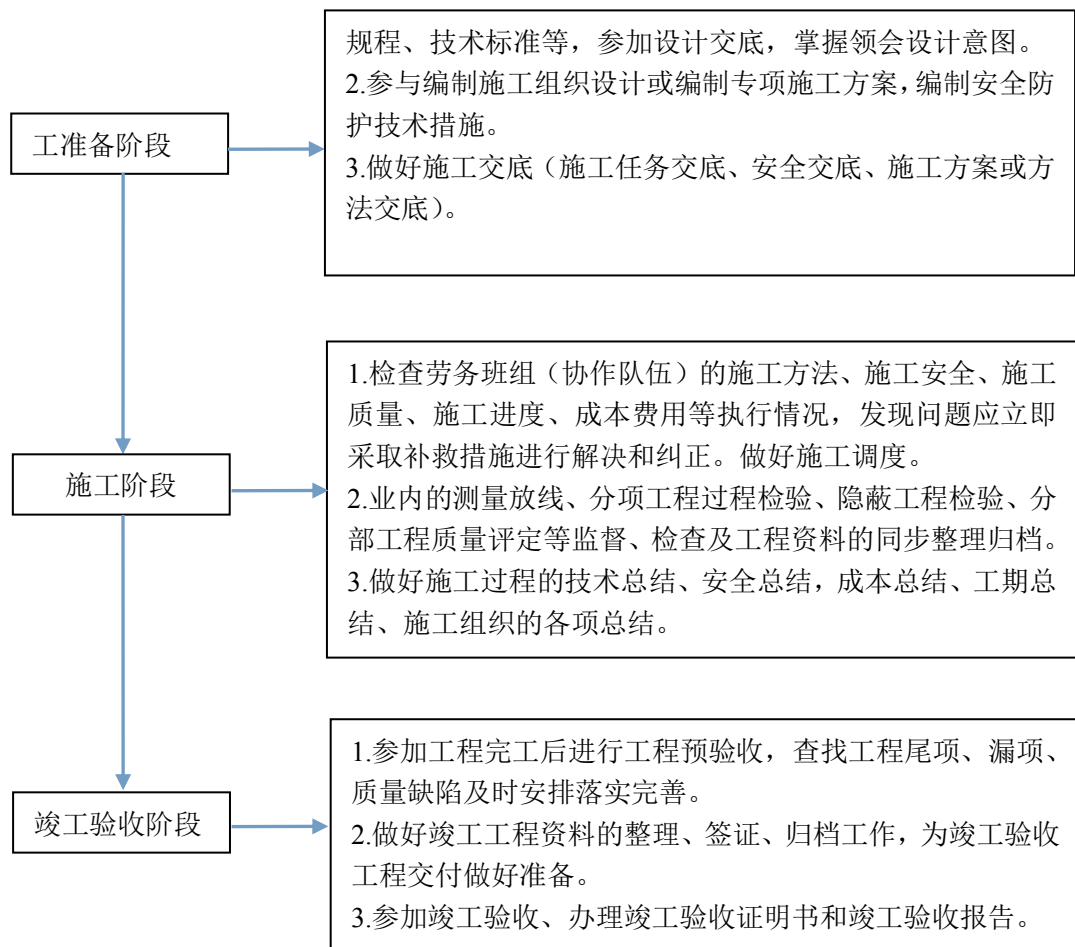 规程、技术标准等，参加设计交底，掌握领会设计意图。
2.参与编制施工组织设计或编制专项施工方案，编制安全防
护技术措施。
3.做好施工交底（施工任务交底、安全交底、施工方案或方
法交底）。
工准备阶段
1.检查劳务班组（协作队伍）的施工方法、施工安全、施工
质量、施工进度、成本费用等执行情况，发现问题应立即
采取补救措施进行解决和纠正。做好施工调度。
2.业内的测量放线、分项工程过程检验、隐蔽工程检验、分
部工程质量评定等监督、检查及工程资料的同步整理归档。
3.做好施工过程的技术总结、安全总结，成本总结、工期总
结、施工组织的各项总结。
施工阶段
1.参加工程完工后进行工程预验收，查找工程尾项、漏项、
质量缺陷及时安排落实完善。
2.做好竣工工程资料的整理、签证、归档工作，为竣工验收
工程交付做好准备。
3.参加竣工验收、办理竣工验收证明书和竣工验收报告。
竣工验收阶段